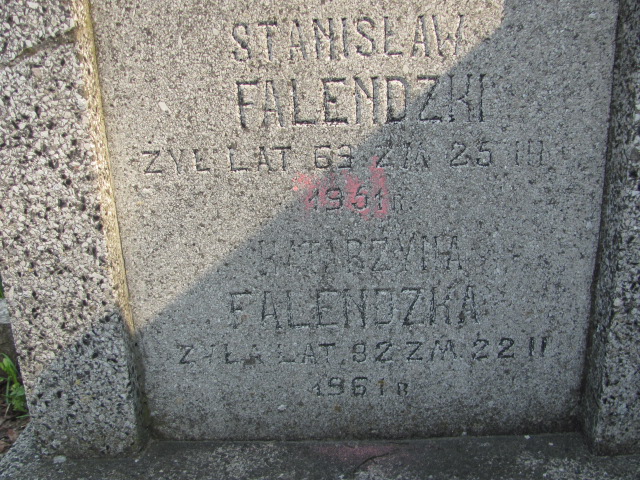 STANISŁAW
FALENDZKI
ŻYŁ LAT 69 ZM 25 III
1951 R
KATARZYNA
FALENDZKA
ŻYŁA LAT 82 ZM 22 II
1961 R